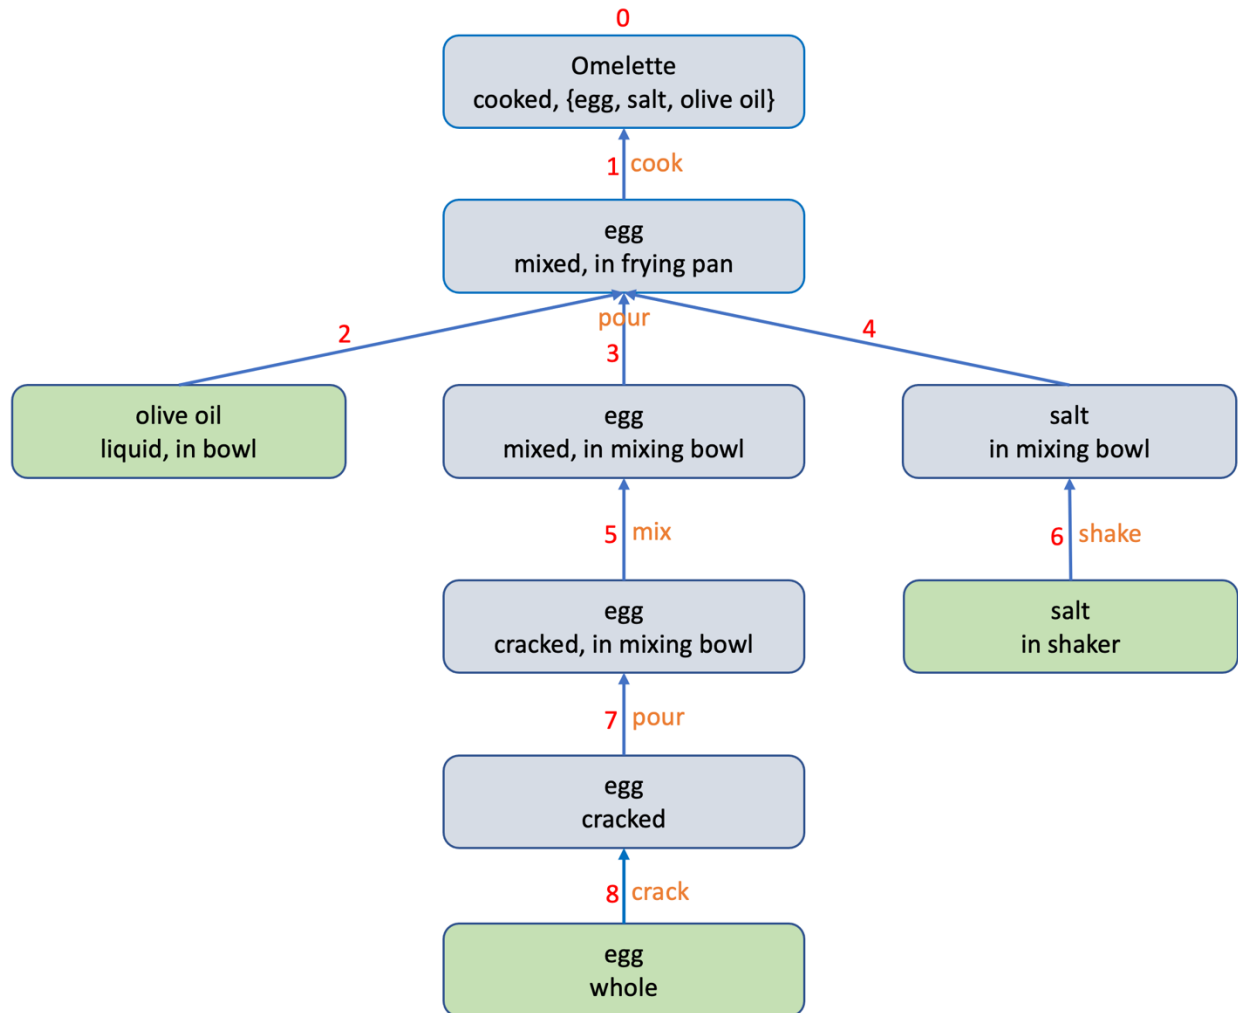 0
Omelette
cooked, {egg, salt, olive oil}
1 cook
egg
mixed, in frying pan
pour
2
3
4
olive oil
liquid, in bowl
egg
mixed, in mixing bowl
salt
in mixing bowl
5 mix
6 shake
egg
cracked, in mixing bowl
salt
in shaker
7 pour
egg
cracked
8 crack
egg
whole